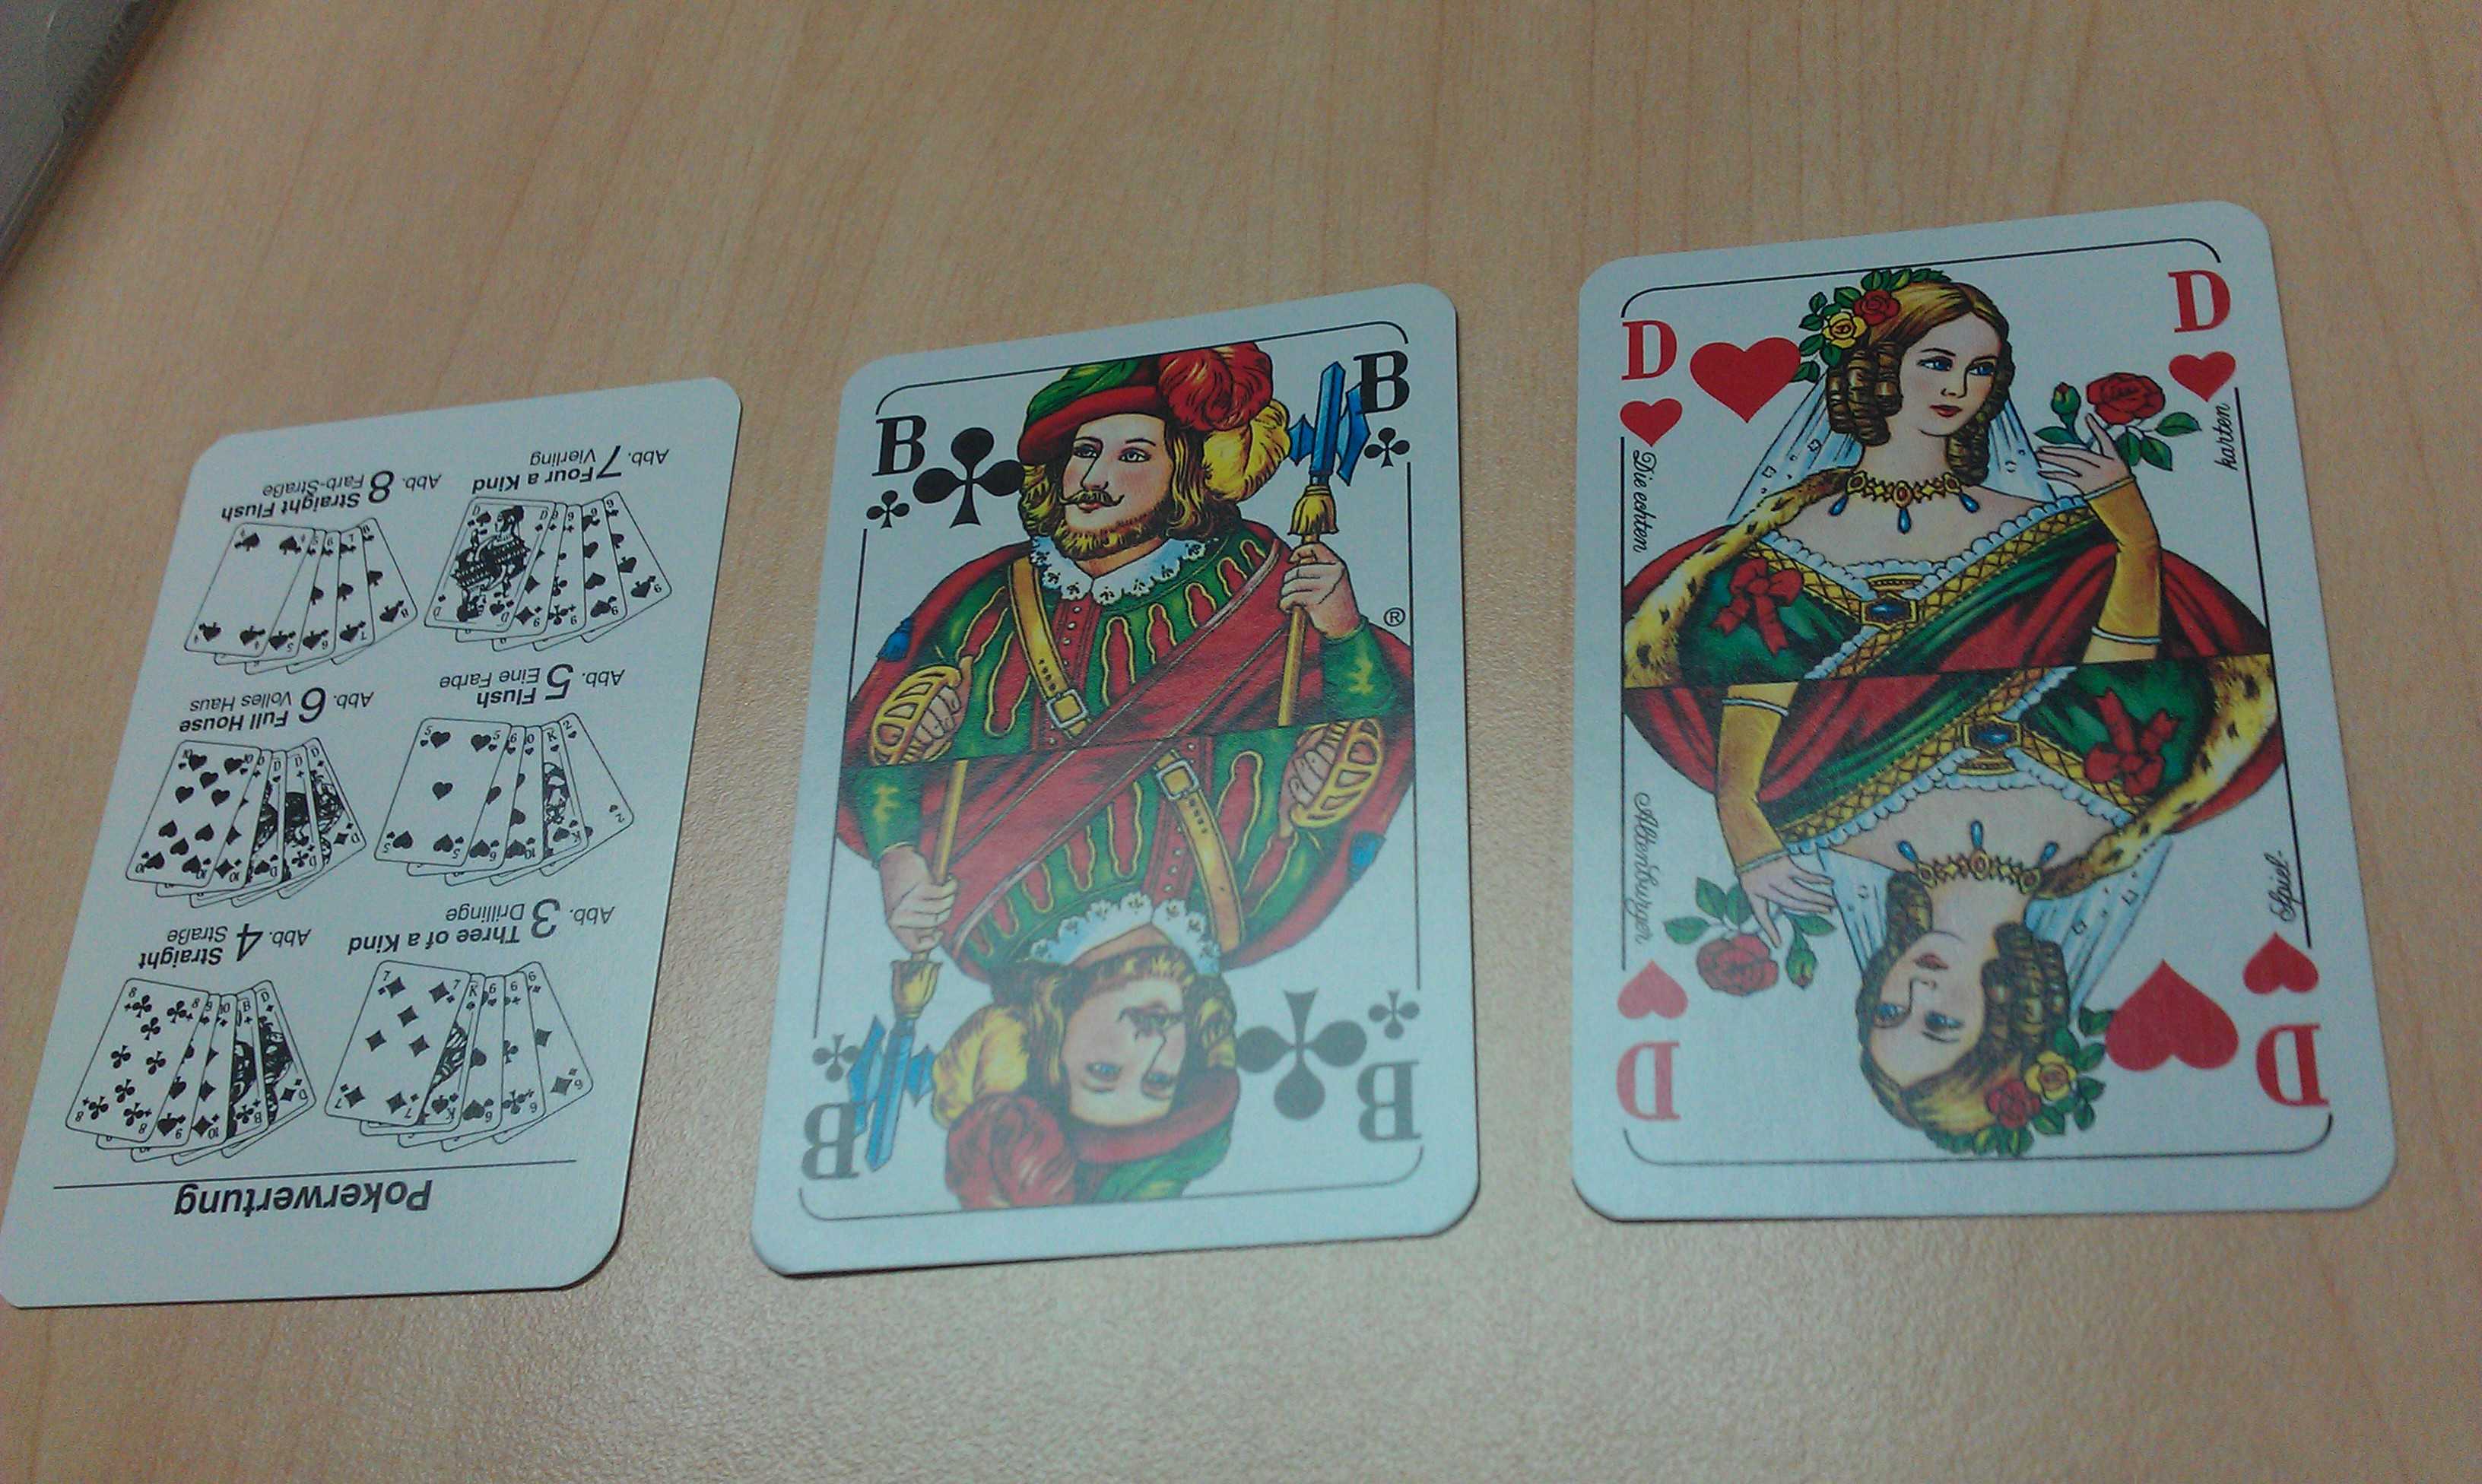 Pokerwertung
Abb. 3 Three of a Kind
Drillinge
Abb. 4 Straight
Straße
Abb. 5 Flush
Eine Farbe
Abb. 6 Full House
Volles Haus
Abb. 7 Four a Kind
Vierling
Abb. 8 Straight Flush
Farb-Straße
B
B
®
B
B
D
D
Die echten
karten
Altenburger
Spiel-
D
D